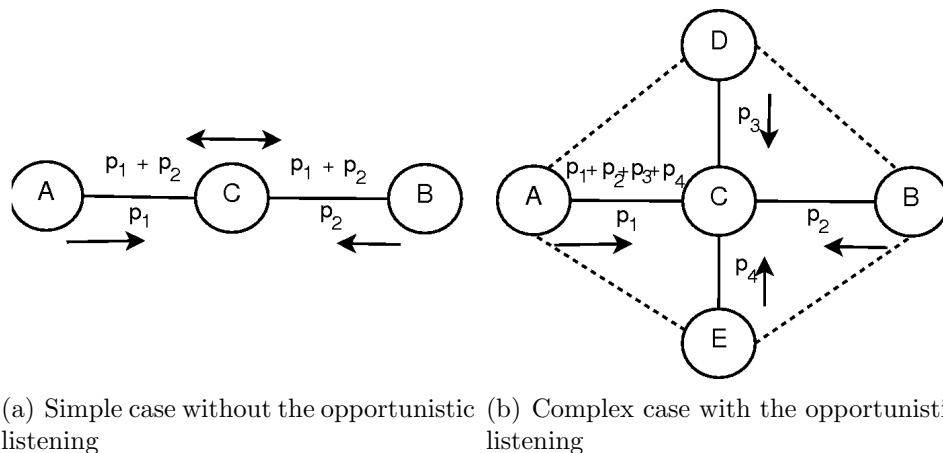 D
p3
p1 + p2
p1 + p2
p1+p2+p3+p4
A
C
B
A
C
B
p1
p2
p1
p2
p4
E
(a) Simple case without the opportunistic
listening
(b) Complex case with the opportunisti
listening